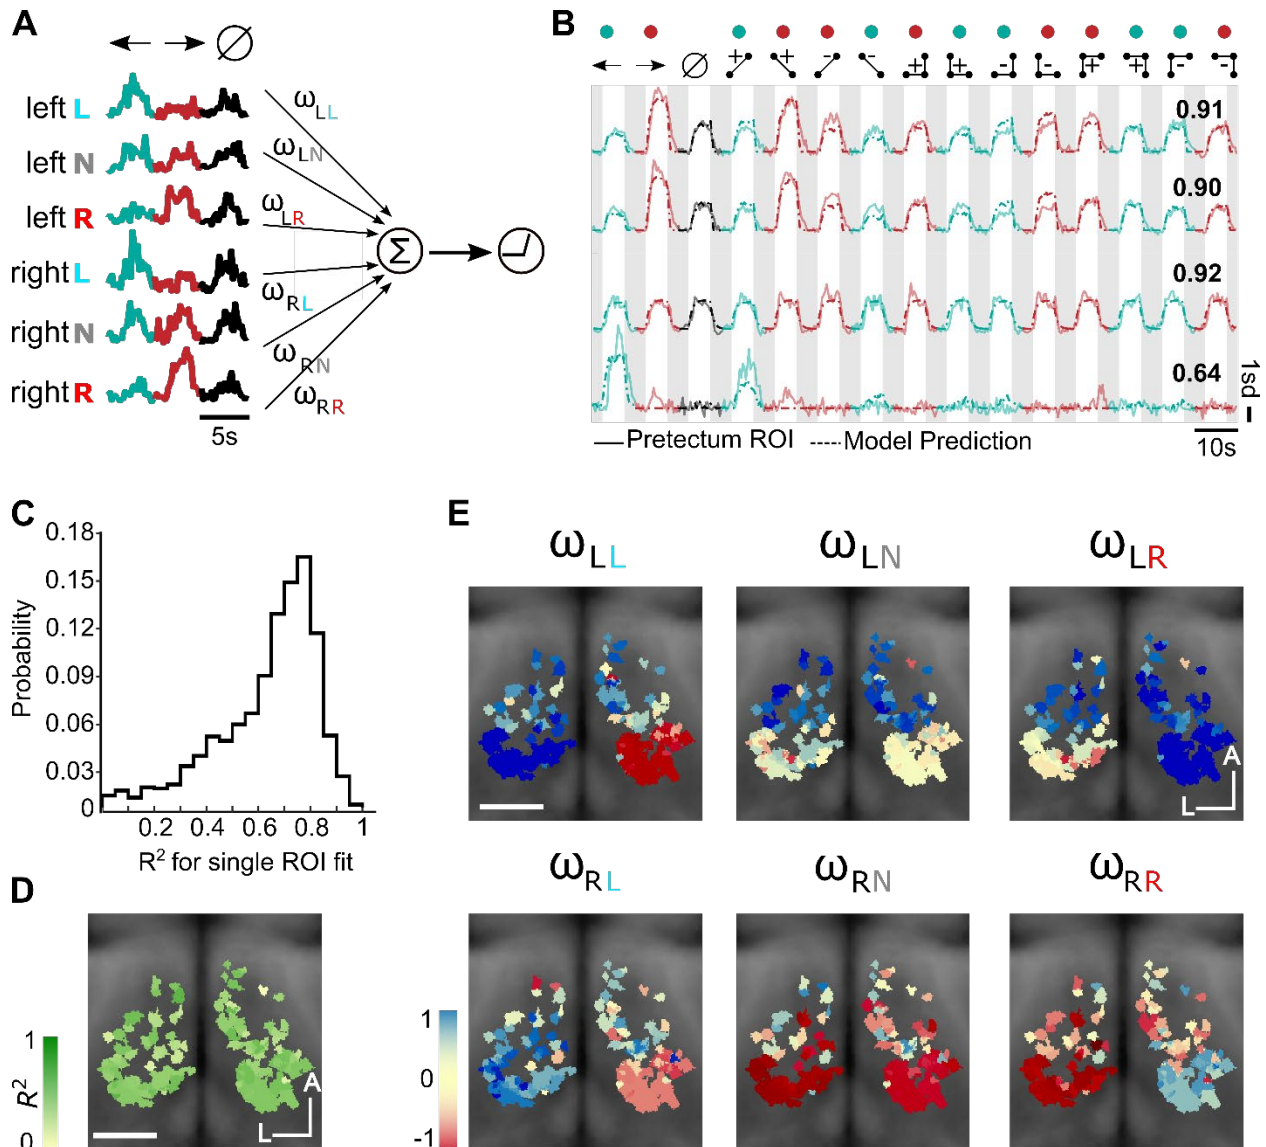 A
left L
left N
left R
right L
right N
right R
5s
ωLL
ωLN
ωLR
ωRL
ωRN
ωRR
Σ
B
+ + - - + + - - + + - -
0.91
0.90
0.92
0.64
1sd
Pretectum ROI
Model Prediction
10s
C
Probability
0.18
0.15
0.12
0.09
0.06
0.03
0
0.2 0.4 0.6 0.8 1
R² for single ROI fit
D
1
R²
0
A
L
E
ωLL
ωLN
ωLR
A
L
ωRL
ωRN
ωRR
1
0
-1